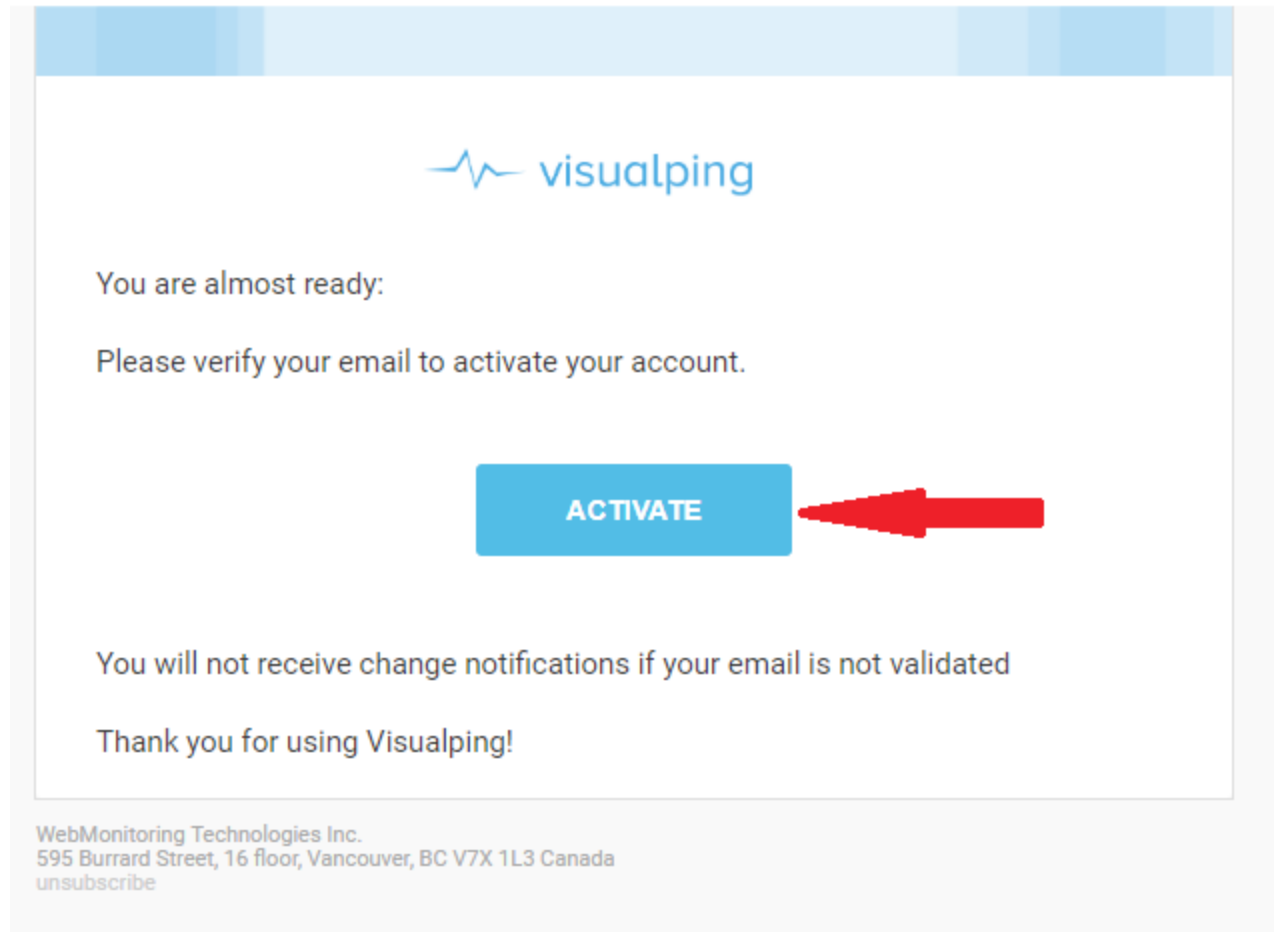 visualping
You are almost ready:
Please verify your email to activate your account.
ACTIVATE
You will not receive change notifications if your email is not validated
Thank you for using Visualping!
WebMonitoring Technologies Inc.
595 Burrard Street, 16 floor, Vancouver, BC V7X 1L3 Canada
unsubscribe